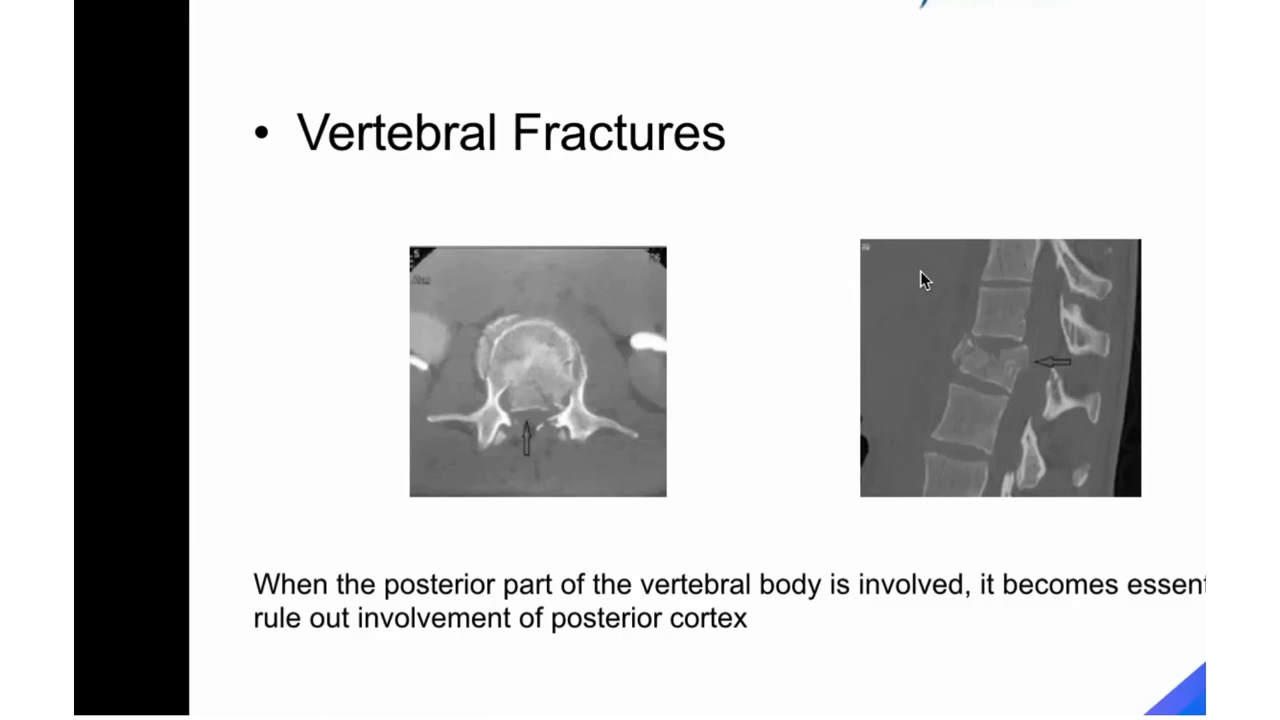 • Vertebral Fractures
When the posterior part of the vertebral body is involved, it becomes essent
rule out involvement of posterior cortex